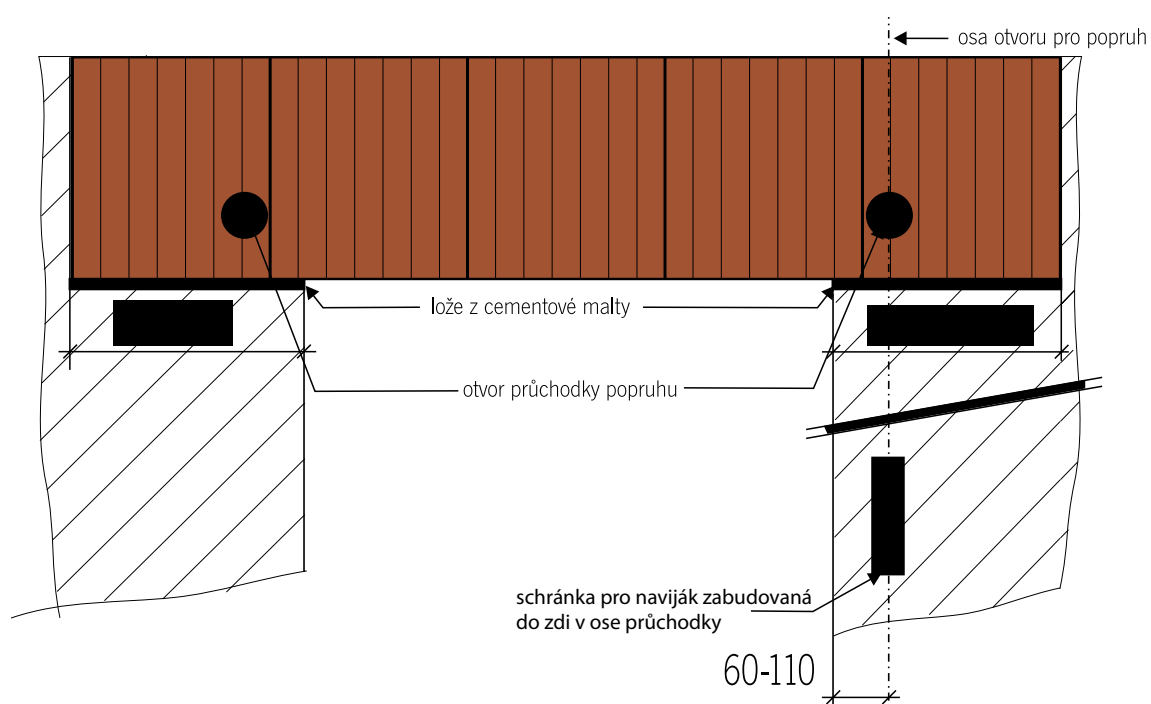 osa otvoru pro popruh
lože z cementové malty
otvor průchodky popruhu
schránka pro naviják zabudovaná
do zdi v ose průchodky
60-110